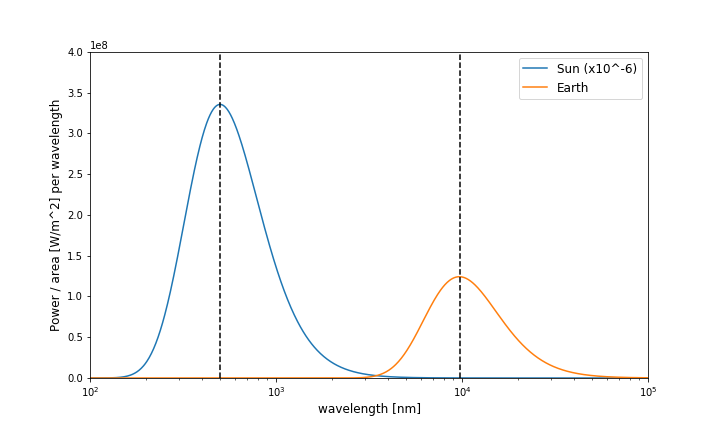 1e8
4.0
3.5
3.0
2.5
2.0
1.5
1.0
0.5
0.0
Power / area [W/m^2] per wavelength
Sun (x10^-6)
Earth
10²
10³
10⁴
10⁵
wavelength [nm]